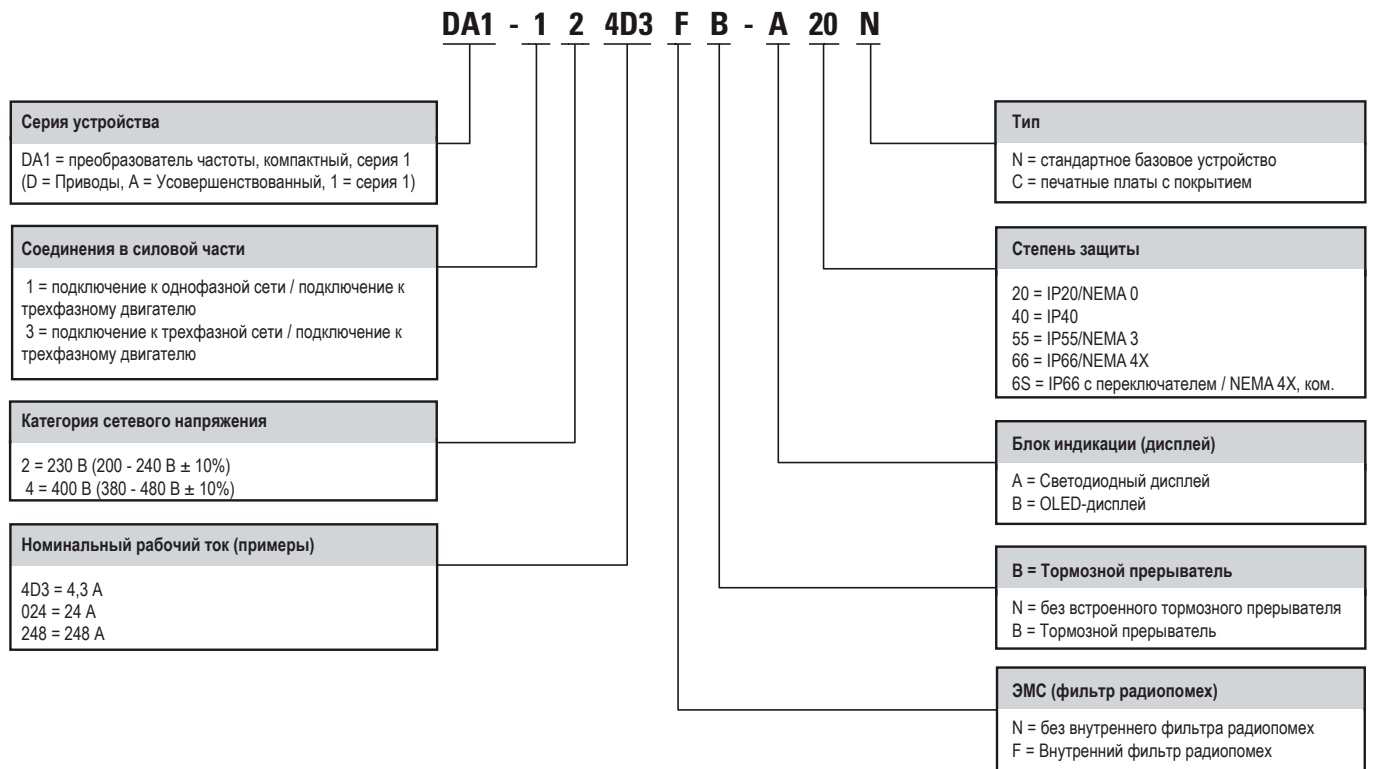 DA1 - 1 2 4D3 F B - A 20 N
Серия устройства
DA1 = преобразователь частоты, компактный, серия 1
(D = Приводы, A = Усовершенствованный, 1 = серия 1)
Соединения в силовой части
1 = подключение к однофазной сети / подключение к
трехфазному двигателю
3 = подключение к трехфазной сети / подключение к
трехфазному двигателю
Категория сетевого напряжения
2 = 230 В (200 - 240 В ± 10%)
4 = 400 В (380 - 480 В ± 10%)
Номинальный рабочий ток (примеры)
4D3 = 4,3 А
024 = 24 А
248 = 248 А
Тип
N = стандартное базовое устройство
C = печатные платы с покрытием
Степень защиты
20 = IP20/NEMA 0
40 = IP40
55 = IP55/NEMA 3
66 = IP66/NEMA 4X
6S = IP66 с переключателем / NEMA 4X, ком.
Блок индикации (дисплей)
A = Светодиодный дисплей
B = OLED-дисплей
B = Тормозной прерыватель
N = без встроенного тормозного прерывателя
B = Тормозной прерыватель
ЭМС (фильтр радиопомех)
N = без внутреннего фильтра радиопомех
F = Внутренний фильтр радиопомех